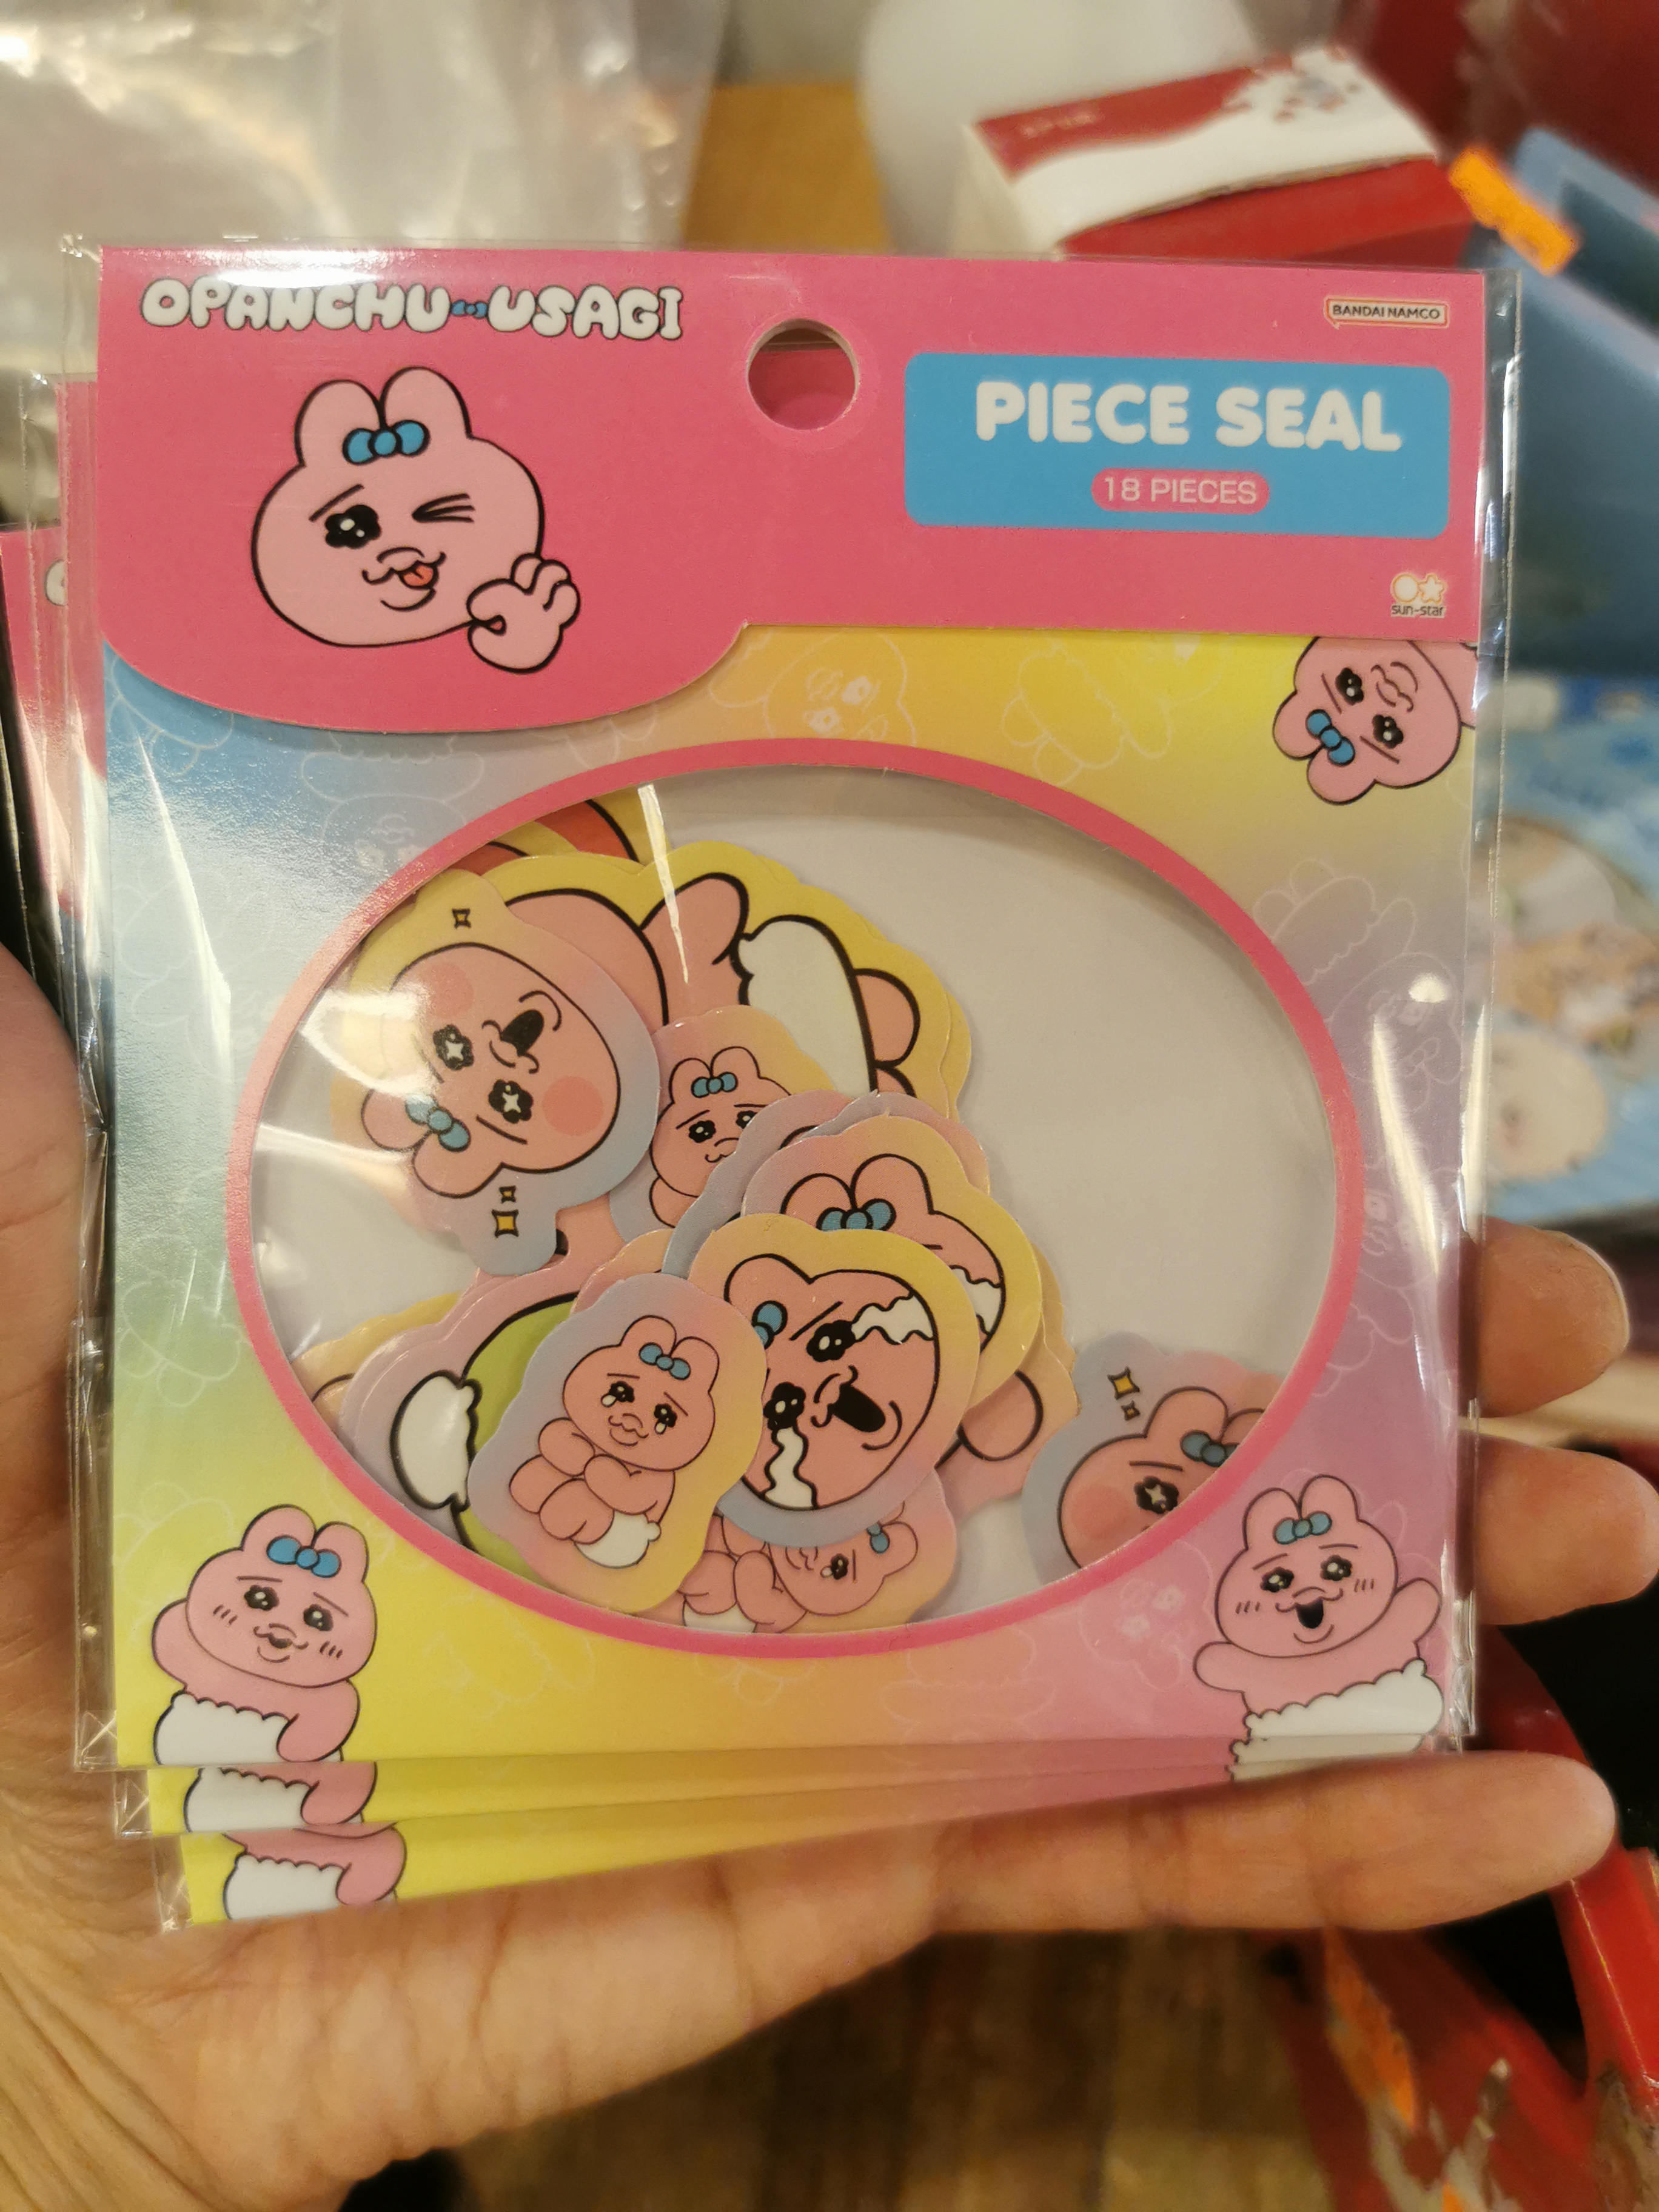 OPANCHU USAGI
BANDAI NAMCO
PIECE SEAL
18 PIECES
sun-star